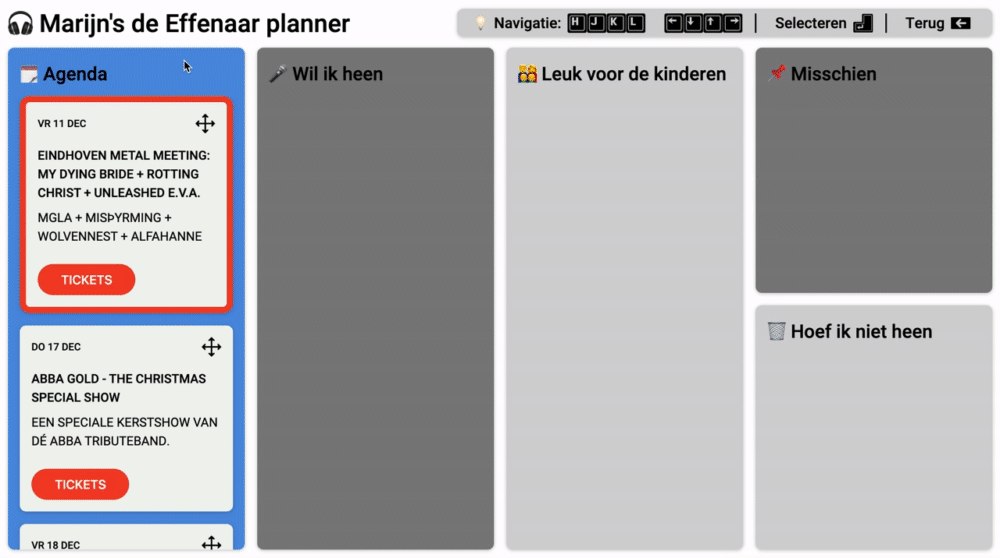 Marijn's de Effenaar planner
Navigatie: H J K L ← ↓ ↑ → | Selecteren | Terug
Agenda
VR 11 DEC
EINDHOVEN METAL MEETING:
MY DYING BRIDE + ROTTING
CHRIST + UNLEASHED E.V.A.
MGLA + MISÞYRMING +
WOLVENNEST + ALFAHANNE
TICKETS
DO 17 DEC
ABBA GOLD - THE CHRISTMAS
SPECIAL SHOW
EEN SPECIALE KERSTSHOW VAN
DÉ ABBA TRIBUTEBAND.
TICKETS
VR 18 DEC
Wil ik heen
Leuk voor de kinderen
Misschien
Hoef ik niet heen